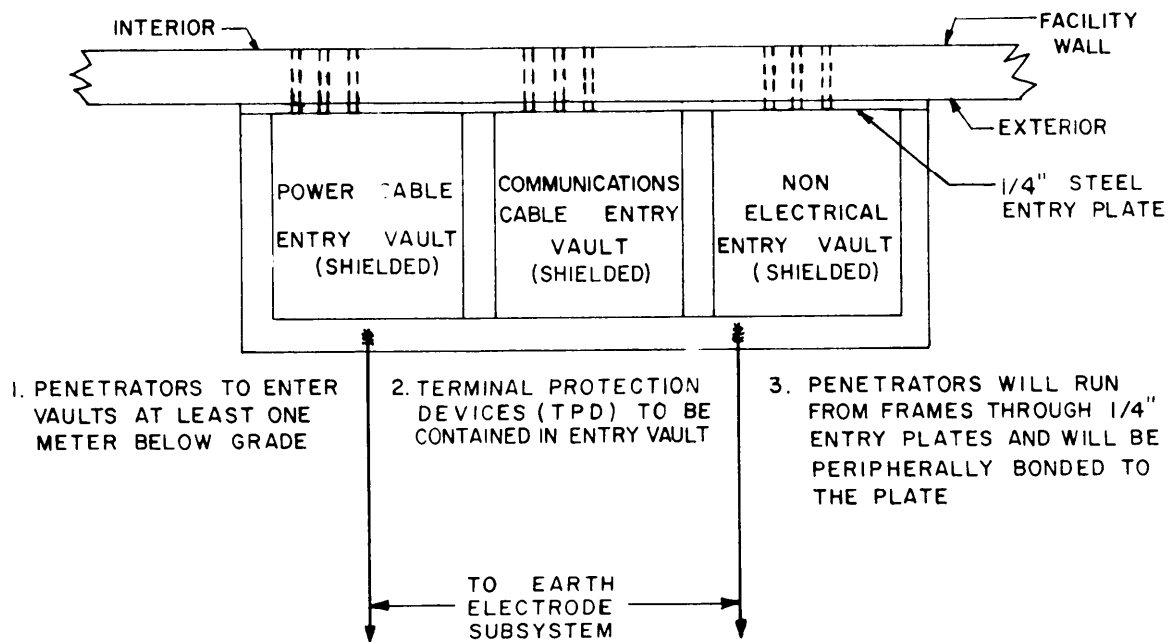 INTERIOR
FACILITY
WALL
EXTERIOR
1/4" STEEL
ENTRY PLATE
POWER CABLE
ENTRY VAULT
(SHIELDED)
COMMUNICATIONS
CABLE ENTRY
VAULT
(SHIELDED)
NON
ELECTRICAL
ENTRY VAULT
(SHIELDED)
1. PENETRATORS TO ENTER
VAULTS AT LEAST ONE
METER BELOW GRADE
2. TERMINAL PROTECTION
DEVICES (TPD) TO BE
CONTAINED IN ENTRY VAULT
3. PENETRATORS WILL RUN
FROM FRAMES THROUGH 1/4"
ENTRY PLATES AND WILL BE
PERIPHERALLY BONDED TO
THE PLATE
TO EARTH
ELECTRODE
SUBSYSTEM